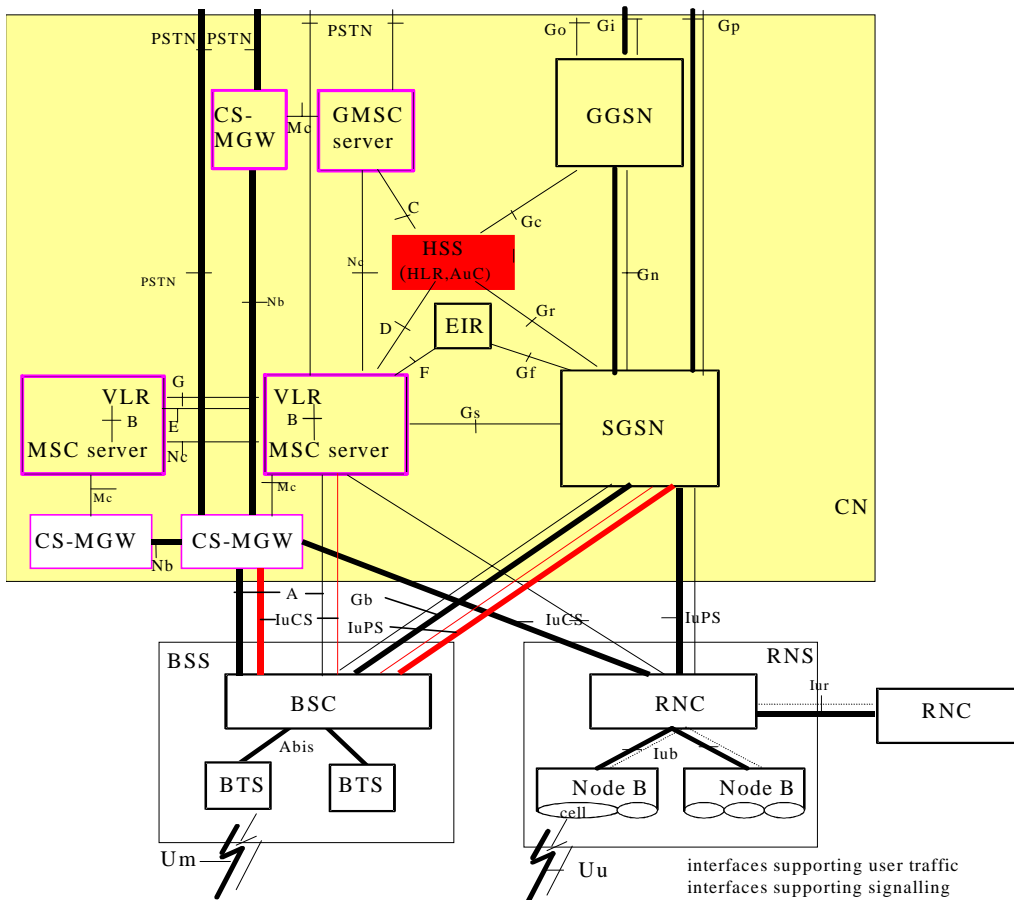 PSTN
PSTN
PSTN
Go
Gi
Gp
CS-
MGW
Mc
GMSC
server
GGSN
C
Gc
HSS
(HLR,AuC)
Nc
PSTN
Gn
Nb
D
EIR
Gr
F
Gf
G
VLR
B
E
MSC server
Nc
VLR
B
MSC server
Gs
SGSN
Mc
Mc
CN
CS-MGW
Nb
CS-MGW
A
Gb
IuCS
IuPS
IuCS
IuPS
BSS
RNS
BSC
RNC
Iur
RNC
Abis
Iub
BTS
BTS
Node B
cell
Node B
Um
Uu
interfaces supporting user traffic
interfaces supporting signalling